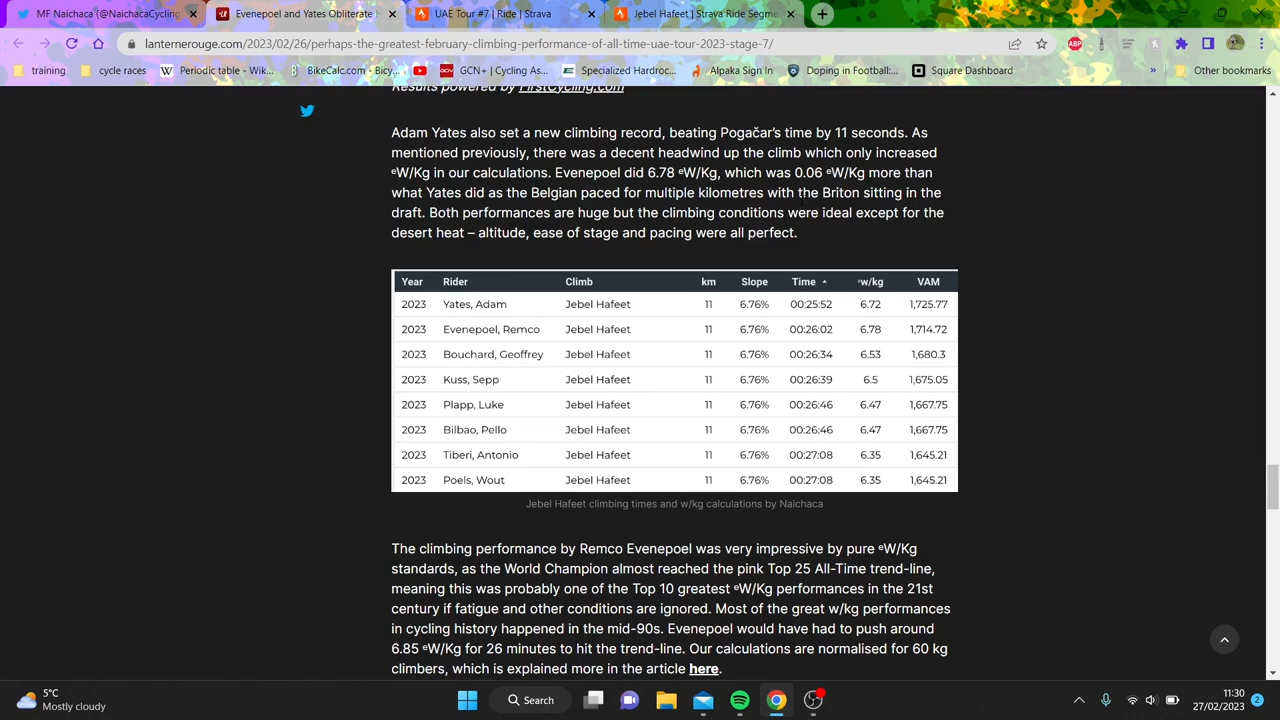 MF Naichaca (@NaichacaCycling)
Evenepoel and Yates Obliterate
UAE Tour #7 | Ride | Strava
Jebel Hafeet | Strava Ride Segme
lanternerouge.com/2023/02/26/perhaps-the-greatest-february-climbing-performance-of-all-time-uae-tour-2023-stage-7/
training
cycle races
Periodic table - Wik...
BikeCalc.com - Bicy...
GCN+ | Cycling As...
Specialized Hardroc...
Alpaka Sign In
Doping in Football:...
Square Dashboard
»
Other bookmarks
Results powered by FirstCycling.com
Adam Yates also set a new climbing record, beating Pogačar’s time by 11 seconds. As
mentioned previously, there was a decent headwind up the climb which only increased
ᵉW/Kg in our calculations. Evenepoel did 6.78 ᵉW/Kg, which was 0.06 ᵉW/Kg more than
what Yates did as the Belgian paced for multiple kilometres with the Briton sitting in the
draft. Both performances are huge but the climbing conditions were ideal except for the
desert heat – altitude, ease of stage and pacing were all perfect.
Year Rider Climb km Slope Time ᵉw/kg VAM
2023 Yates, Adam Jebel Hafeet 11 6.76% 00:25:52 6.72 1,725.77
2023 Evenepoel, Remco Jebel Hafeet 11 6.76% 00:26:02 6.78 1,714.72
2023 Bouchard, Geoffrey Jebel Hafeet 11 6.76% 00:26:34 6.53 1,680.3
2023 Kuss, Sepp Jebel Hafeet 11 6.76% 00:26:39 6.5 1,675.05
2023 Plapp, Luke Jebel Hafeet 11 6.76% 00:26:46 6.47 1,667.75
2023 Bilbao, Pello Jebel Hafeet 11 6.76% 00:26:46 6.47 1,667.75
2023 Tiberi, Antonio Jebel Hafeet 11 6.76% 00:27:08 6.35 1,645.21
2023 Poels, Wout Jebel Hafeet 11 6.76% 00:27:08 6.35 1,645.21
Jebel Hafeet climbing times and w/kg calculations by Naichaca
The climbing performance by Remco Evenepoel was very impressive by pure ᵉW/Kg
standards, as the World Champion almost reached the pink Top 25 All-Time trend-line,
meaning this was probably one of the Top 10 greatest ᵉW/Kg performances in the 21st
century if fatigue and other conditions are ignored. Most of the great w/kg performances
in cycling history happened in the mid-90s. Evenepoel would have had to push around
6.85 ᵉW/Kg for 26 minutes to hit the trend-line. Our calculations are normalised for 60 kg
climbers, which is explained more in the article here.
5°C
Mostly cloudy
Search
11:30
27/02/2023
2